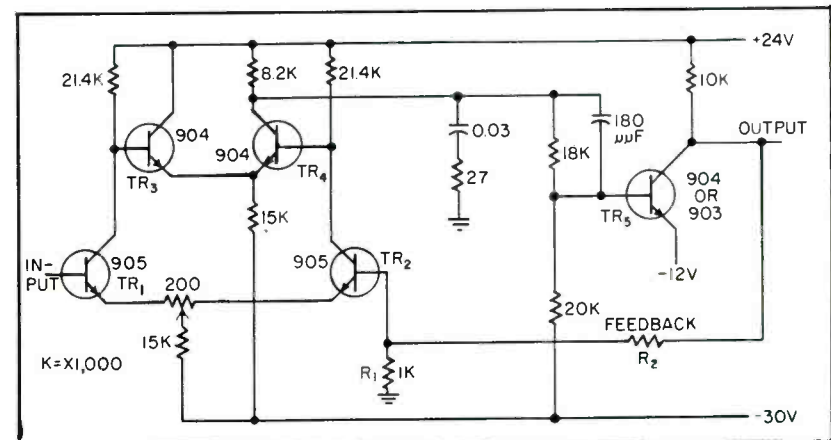 +24V
21.4K
8.2K
21.4K
10K
904
TR3
904
TR4
0.03
27
18K
180
μμF
OUTPUT
904
OR
903
TR5
15K
-12V
IN-
PUT
905
TR1
200
905
TR2
20K
FEEDBACK
R2
15K
K=X1,000
R1
1K
-30V